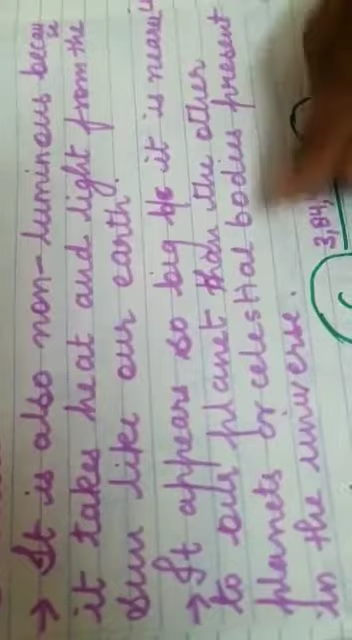 → It is also non-luminous becau
se
it takes heat and light from the
Sun like our earth.
→ It appears so big b/c it is nearer
to our planet than the other
planets or celestial bodies present
in the universe.
3,84,